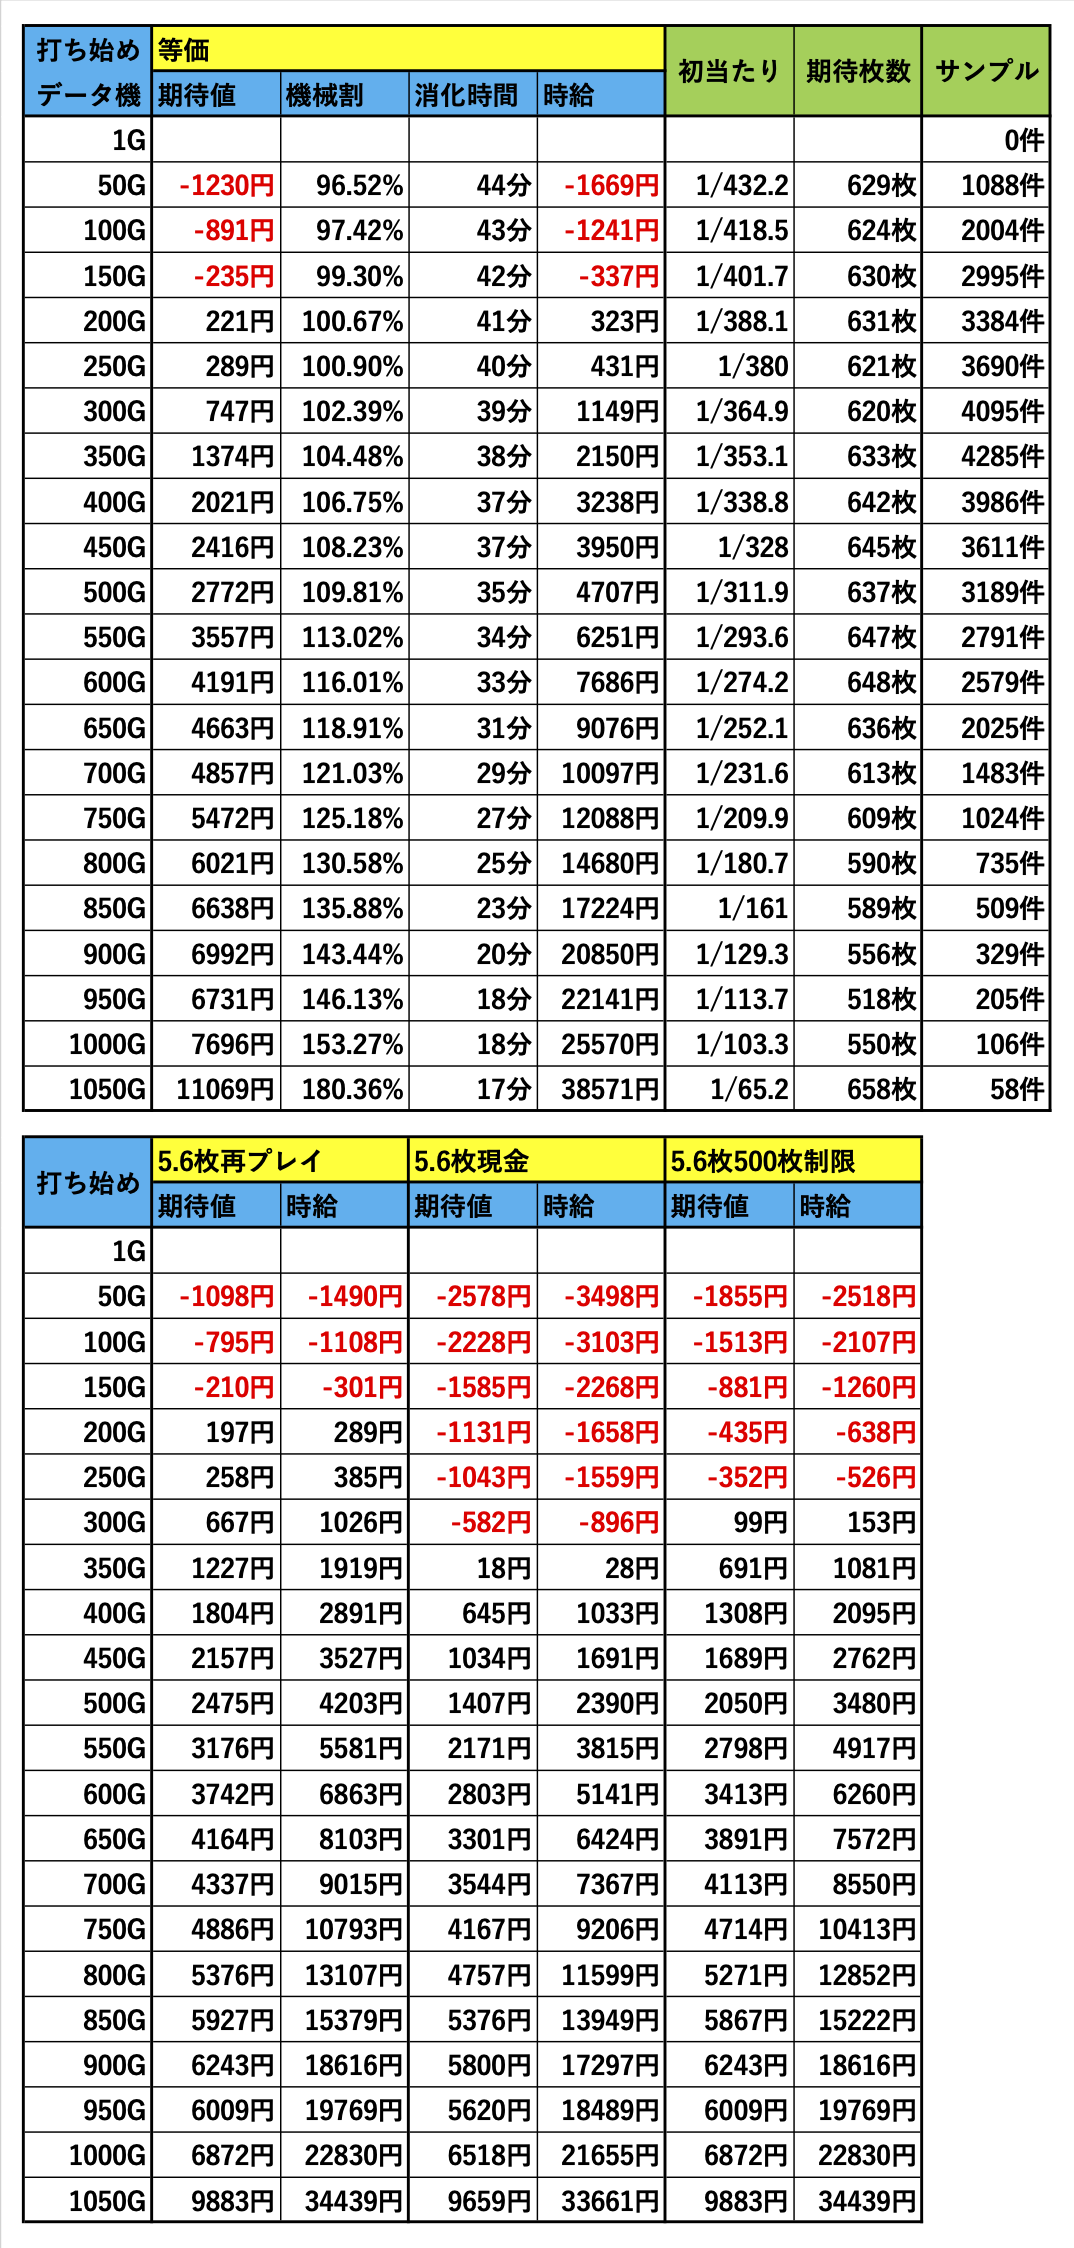 打ち始め 等価 初当たり 期待枚数 サンプル
データ機 期待値 機械割 消化時間 時給
1G 0件
50G -1230円 96.52% 44分 -1669円 1/432.2 629枚 1088件
100G -891円 97.42% 43分 -1241円 1/418.5 624枚 2004件
150G -235円 99.30% 42分 -337円 1/401.7 630枚 2995件
200G 221円 100.67% 41分 323円 1/388.1 631枚 3384件
250G 289円 100.90% 40分 431円 1/380 621枚 3690件
300G 747円 102.39% 39分 1149円 1/364.9 620枚 4095件
350G 1374円 104.48% 38分 2150円 1/353.1 633枚 4285件
400G 2021円 106.75% 37分 3238円 1/338.8 642枚 3986件
450G 2416円 108.23% 37分 3950円 1/328 645枚 3611件
500G 2772円 109.81% 35分 4707円 1/311.9 637枚 3189件
550G 3557円 113.02% 34分 6251円 1/293.6 647枚 2791件
600G 4191円 116.01% 33分 7686円 1/274.2 648枚 2579件
650G 4663円 118.91% 31分 9076円 1/252.1 636枚 2025件
700G 4857円 121.03% 29分 10097円 1/231.6 613枚 1483件
750G 5472円 125.18% 27分 12088円 1/209.9 609枚 1024件
800G 6021円 130.58% 25分 14680円 1/180.7 590枚 735件
850G 6638円 135.88% 23分 17224円 1/161 589枚 509件
900G 6992円 143.44% 20分 20850円 1/129.3 556枚 329件
950G 6731円 146.13% 18分 22141円 1/113.7 518枚 205件
1000G 7696円 153.27% 18分 25570円 1/103.3 550枚 106件
1050G 11069円 180.36% 17分 38571円 1/65.2 658枚 58件
打ち始め 5.6枚再プレイ 5.6枚現金 5.6枚500枚制限
期待値 時給 期待値 時給 期待値 時給
1G
50G -1098円 -1490円 -2578円 -3498円 -1855円 -2518円
100G -795円 -1108円 -2228円 -3103円 -1513円 -2107円
150G -210円 -301円 -1585円 -2268円 -881円 -1260円
200G 197円 289円 -1131円 -1658円 -435円 -638円
250G 258円 385円 -1043円 -1559円 -352円 -526円
300G 667円 1026円 -582円 -896円 99円 153円
350G 1227円 1919円 18円 28円 691円 1081円
400G 1804円 2891円 645円 1033円 1308円 2095円
450G 2157円 3527円 1034円 1691円 1689円 2762円
500G 2475円 4203円 1407円 2390円 2050円 3480円
550G 3176円 5581円 2171円 3815円 2798円 4917円
600G 3742円 6863円 2803円 5141円 3413円 6260円
650G 4164円 8103円 3301円 6424円 3891円 7572円
700G 4337円 9015円 3544円 7367円 4113円 8550円
750G 4886円 10793円 4167円 9206円 4714円 10413円
800G 5376円 13107円 4757円 11599円 5271円 12852円
850G 5927円 15379円 5376円 13949円 5867円 15222円
900G 6243円 18616円 5800円 17297円 6243円 18616円
950G 6009円 19769円 5620円 18489円 6009円 19769円
1000G 6872円 22830円 6518円 21655円 6872円 22830円
1050G 9883円 34439円 9659円 33661円 9883円 34439円